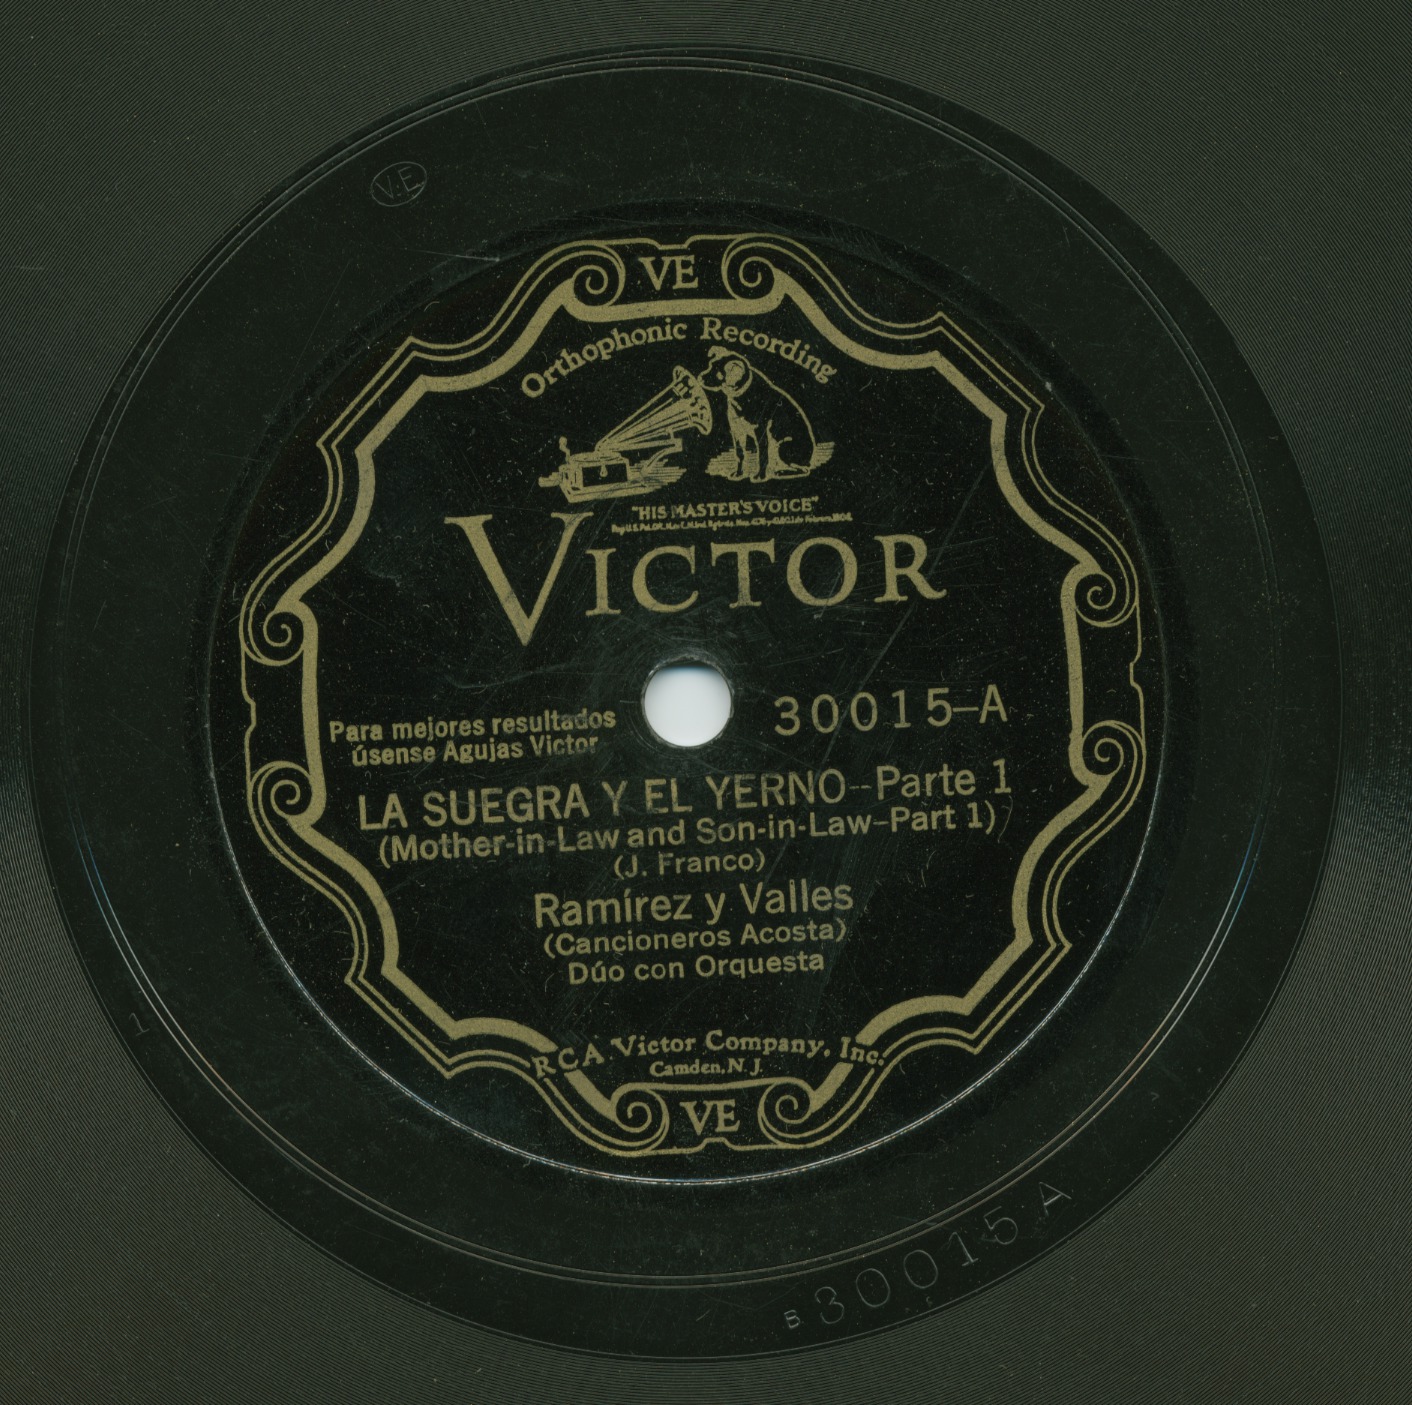 V.E.
VE
Orthophonic Recording
"HIS MASTER'S VOICE"
VICTOR
30015-A
Para mejores resultados
úsense Agujas Victor
LA SUEGRA Y EL YERNO--Parte 1
(Mother-in-Law and Son-in-Law-Part 1)
(J. Franco)
Ramírez y Valles
(Cancioneros Acosta)
Dúo con Orquesta
RCA Victor Company, Inc.
Camden, N. J.
VE
1
B 30015 A